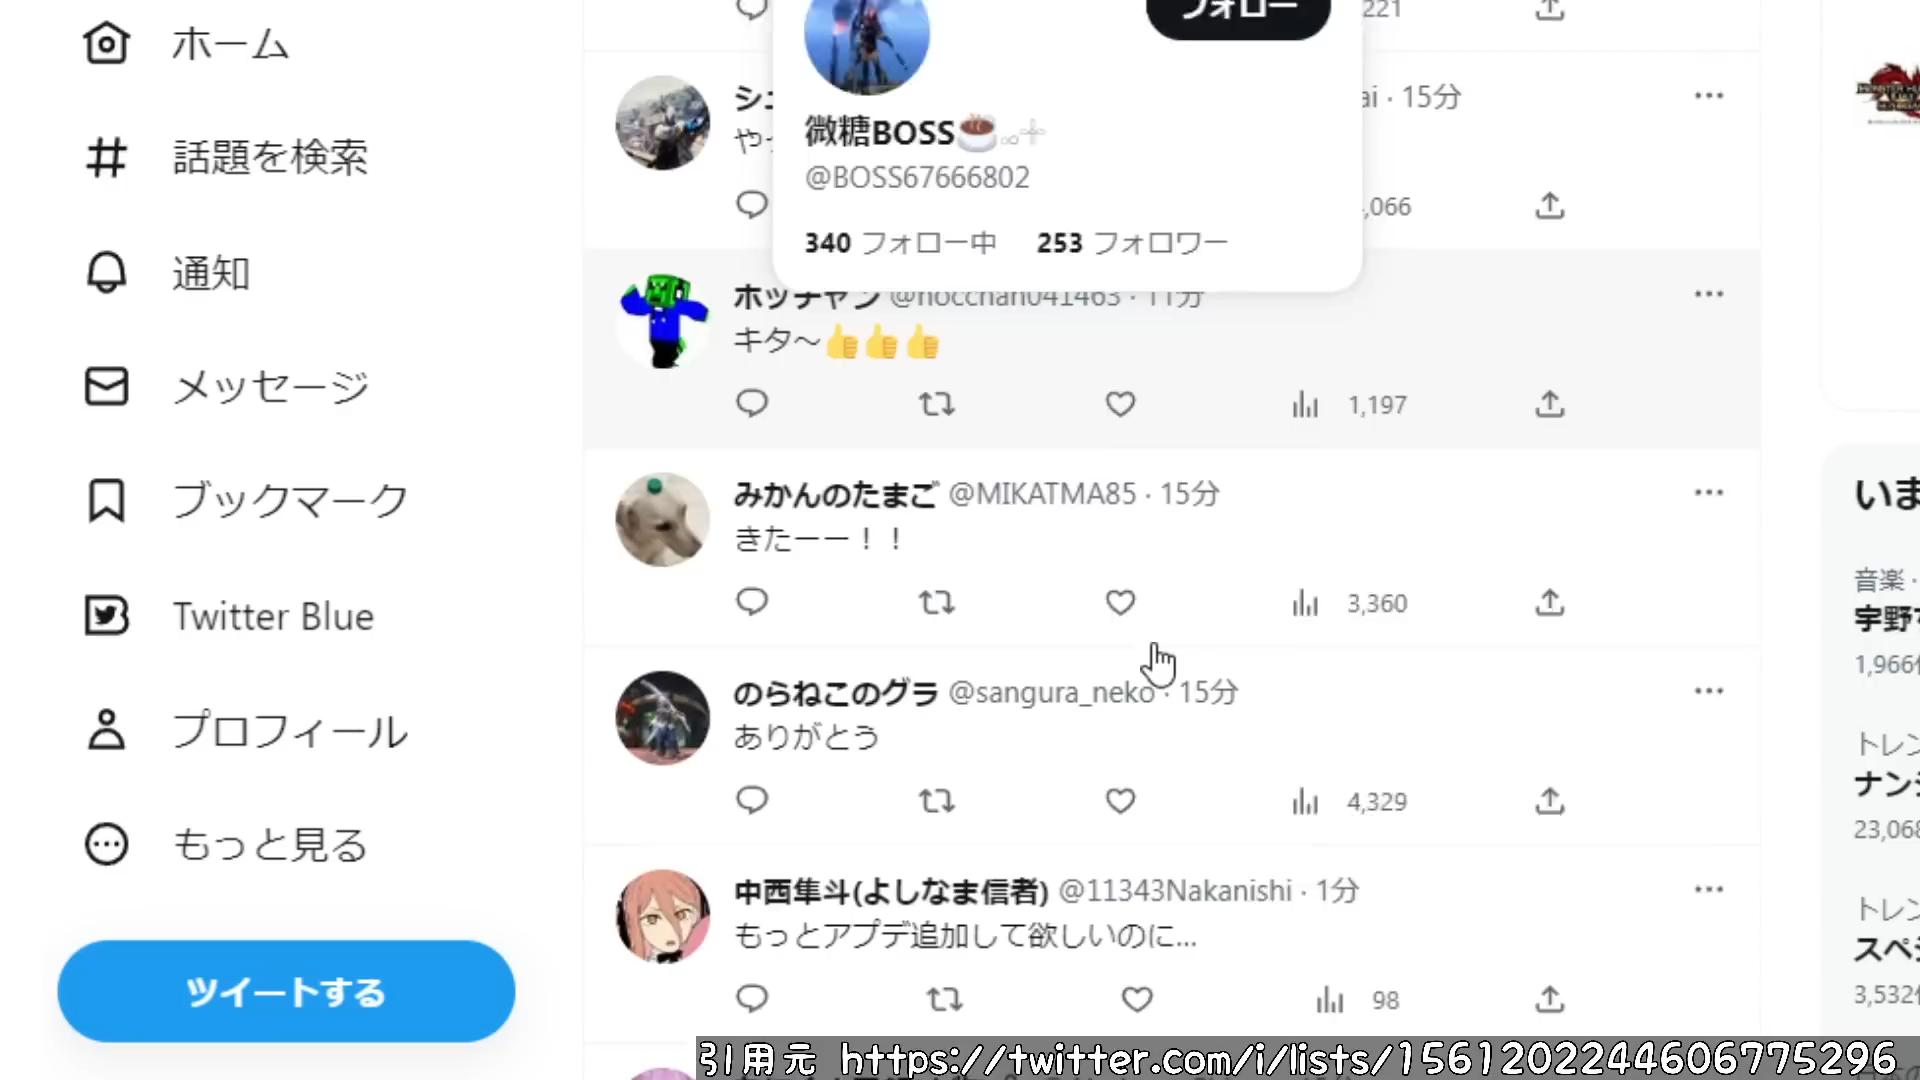 ホーム
話題を検索
通知
メッセージ
ブックマーク
Twitter Blue
プロフィール
もっと見る
ツイートする
フォロー
221
微糖BOSS☕
@BOSS67666802
340 フォロー中 253 フォロワー
ai · 15分
,066
ホッチャン @hocchan041463 · 11分
キタ〜👍👍👍
1,197
みかんのたまご @MIKATMA85 · 15分
きたーー！！
3,360
のらねこのグラ @sangura_neko · 15分
ありがとう
4,329
中西隼斗(よしなま信者) @11343Nakanishi · 1分
もっとアプデ追加して欲しいのに...
98
いま
音楽 ·
宇野
1,966
トレン
ナン
23,068
トレン
スペ
3,532
引用元 https://twitter.com/i/lists/1561202244606775296